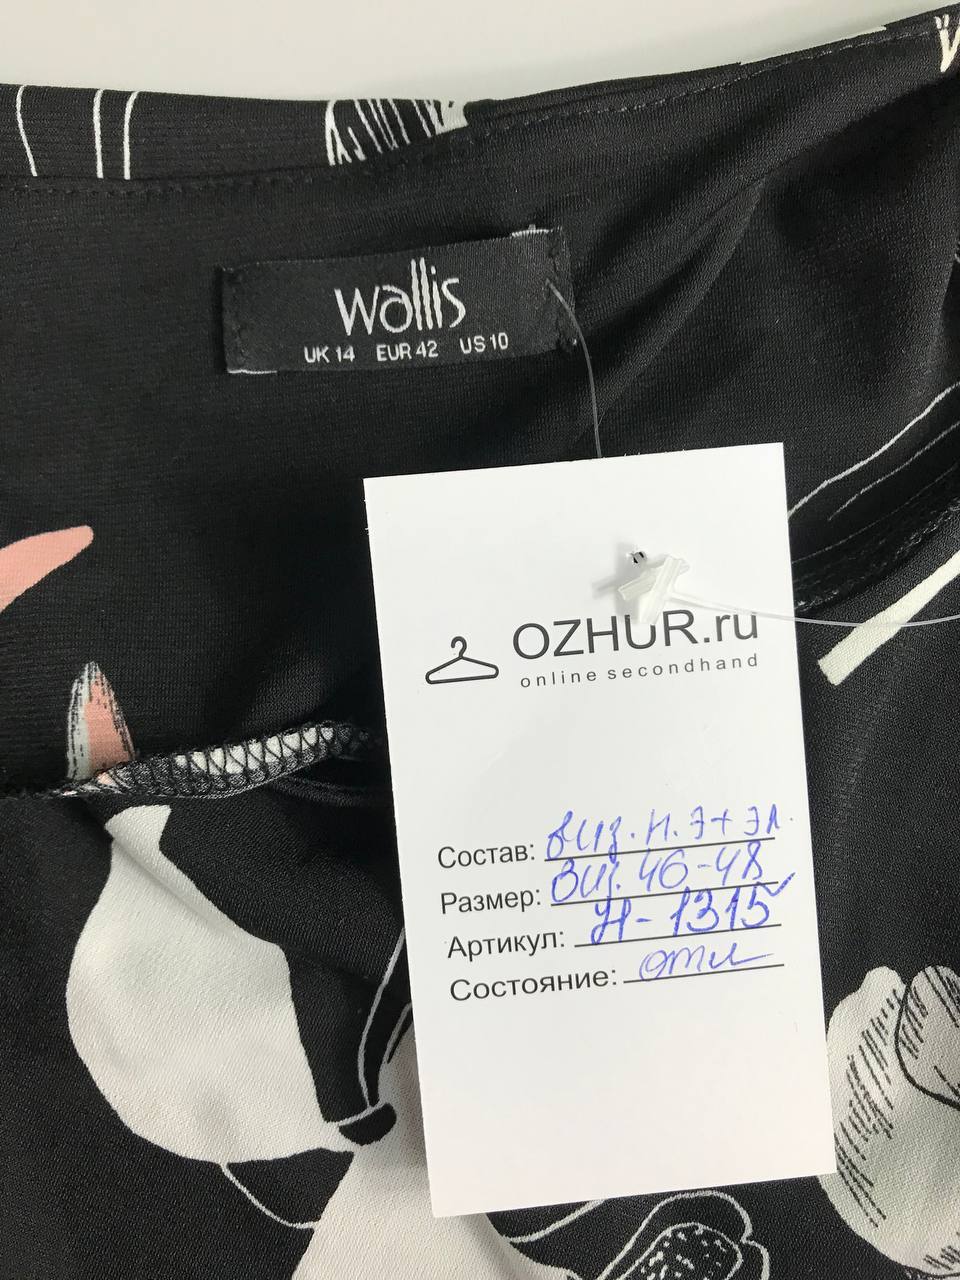 wallis
UK 14 EUR 42 US 10
OZHUR.ru
online secondhand
Состав: виз. н. э + эл.
Размер: виз. 46-48
Артикул: Н-1315
Состояние: отл